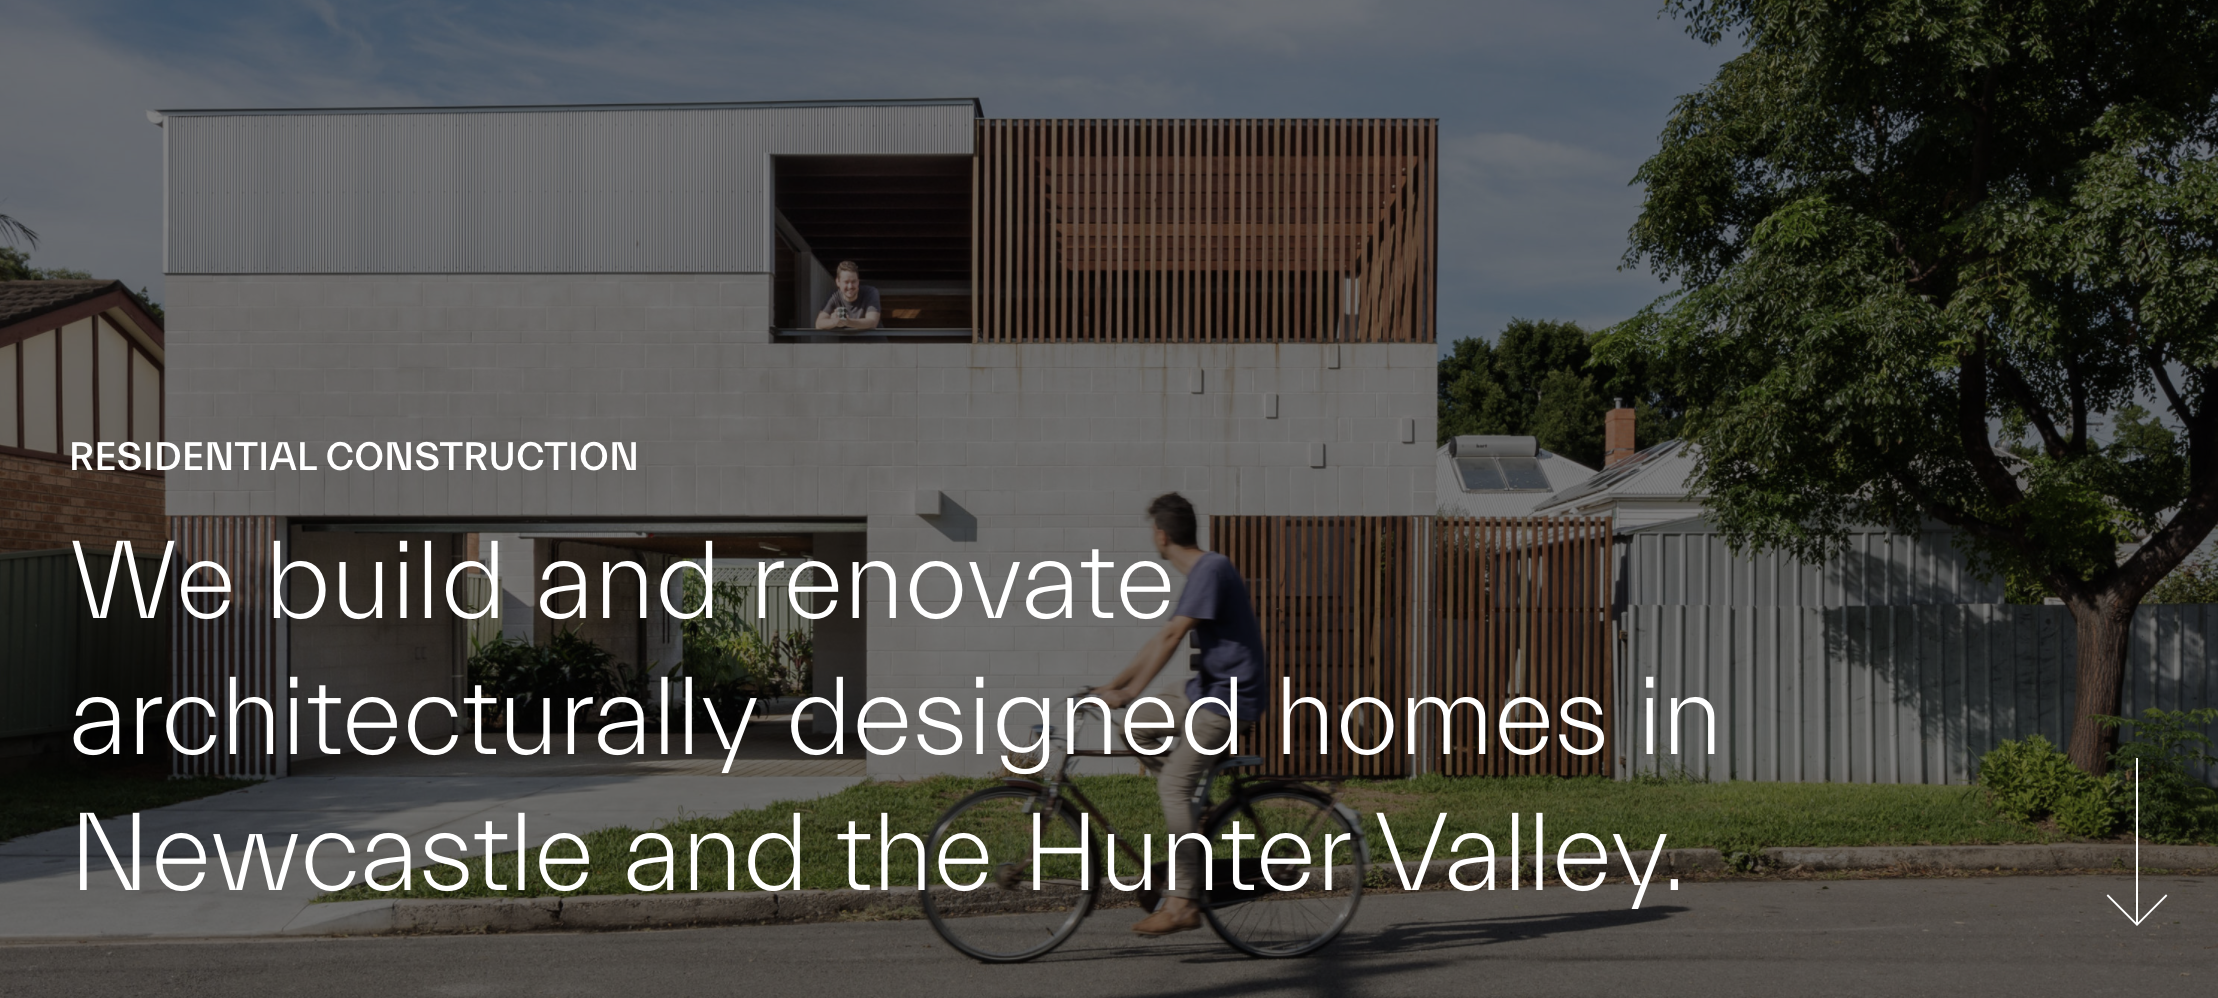 RESIDENTIAL CONSTRUCTION
We build and renovate
architecturally designed homes in
Newcastle and the Hunter Valley.